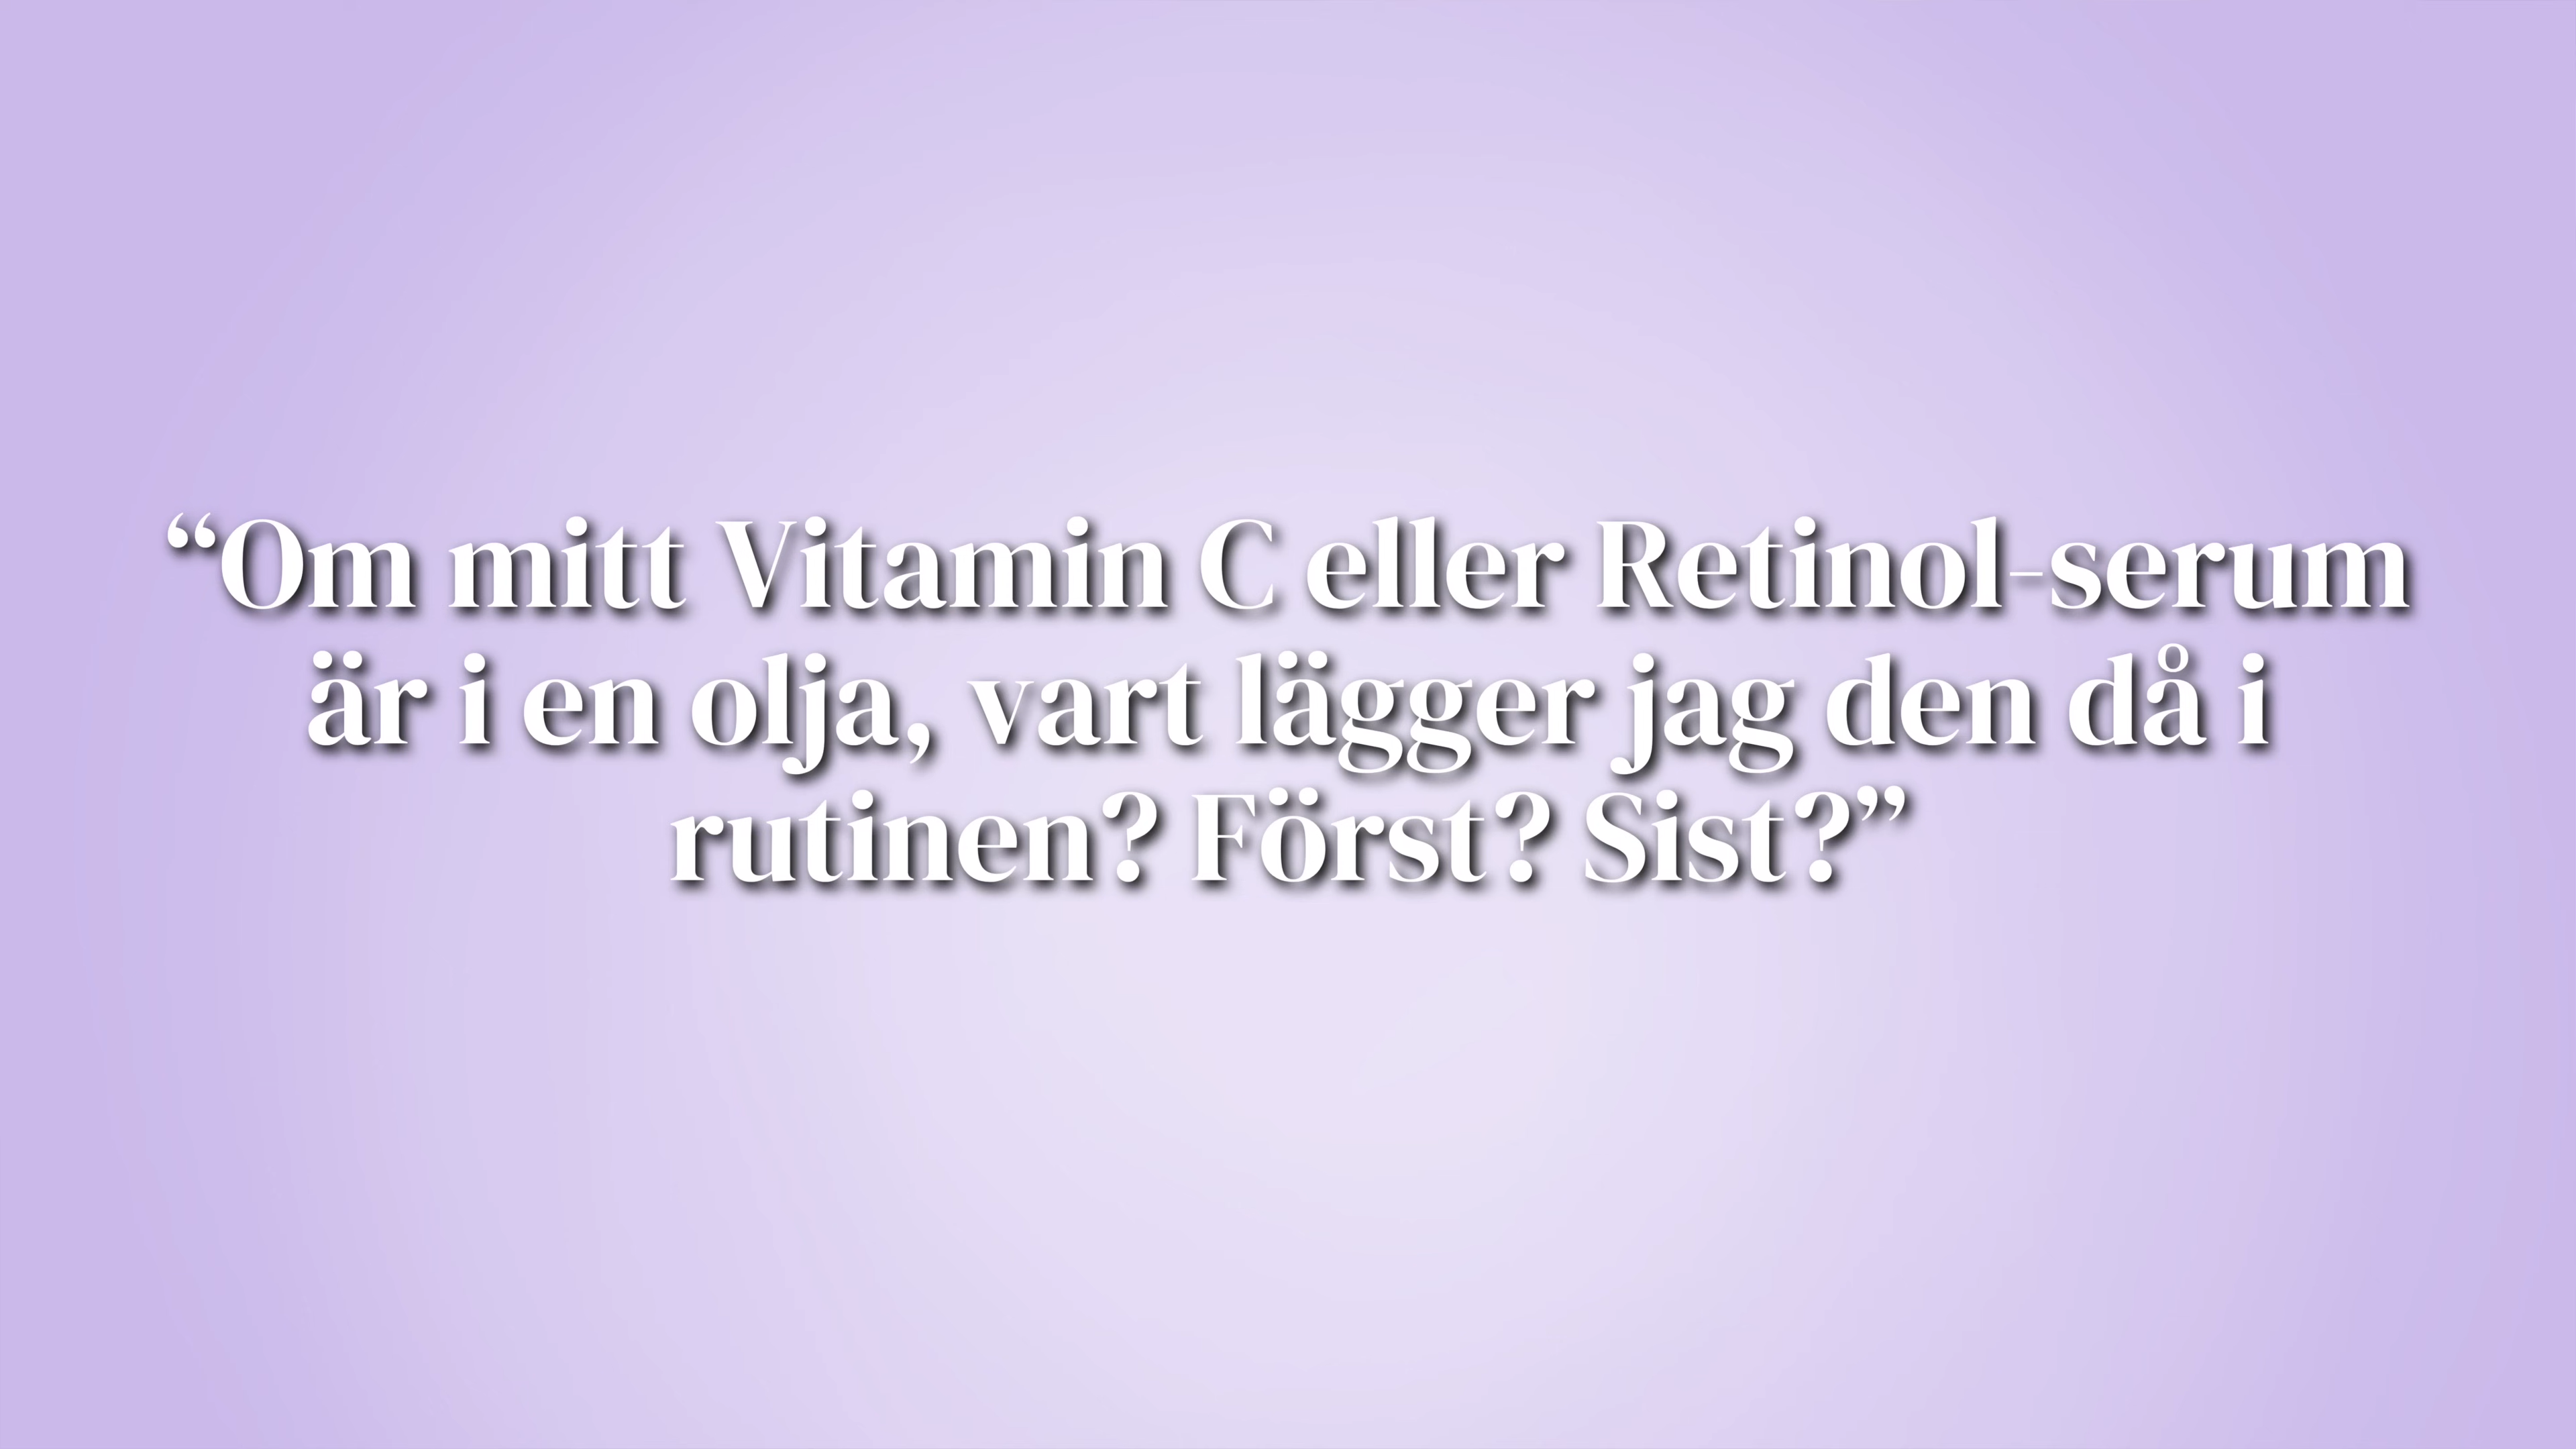 “Om mitt Vitamin C eller Retinol-serum
är i en olja, vart lägger jag den då i
rutinen? Först? Sist?”